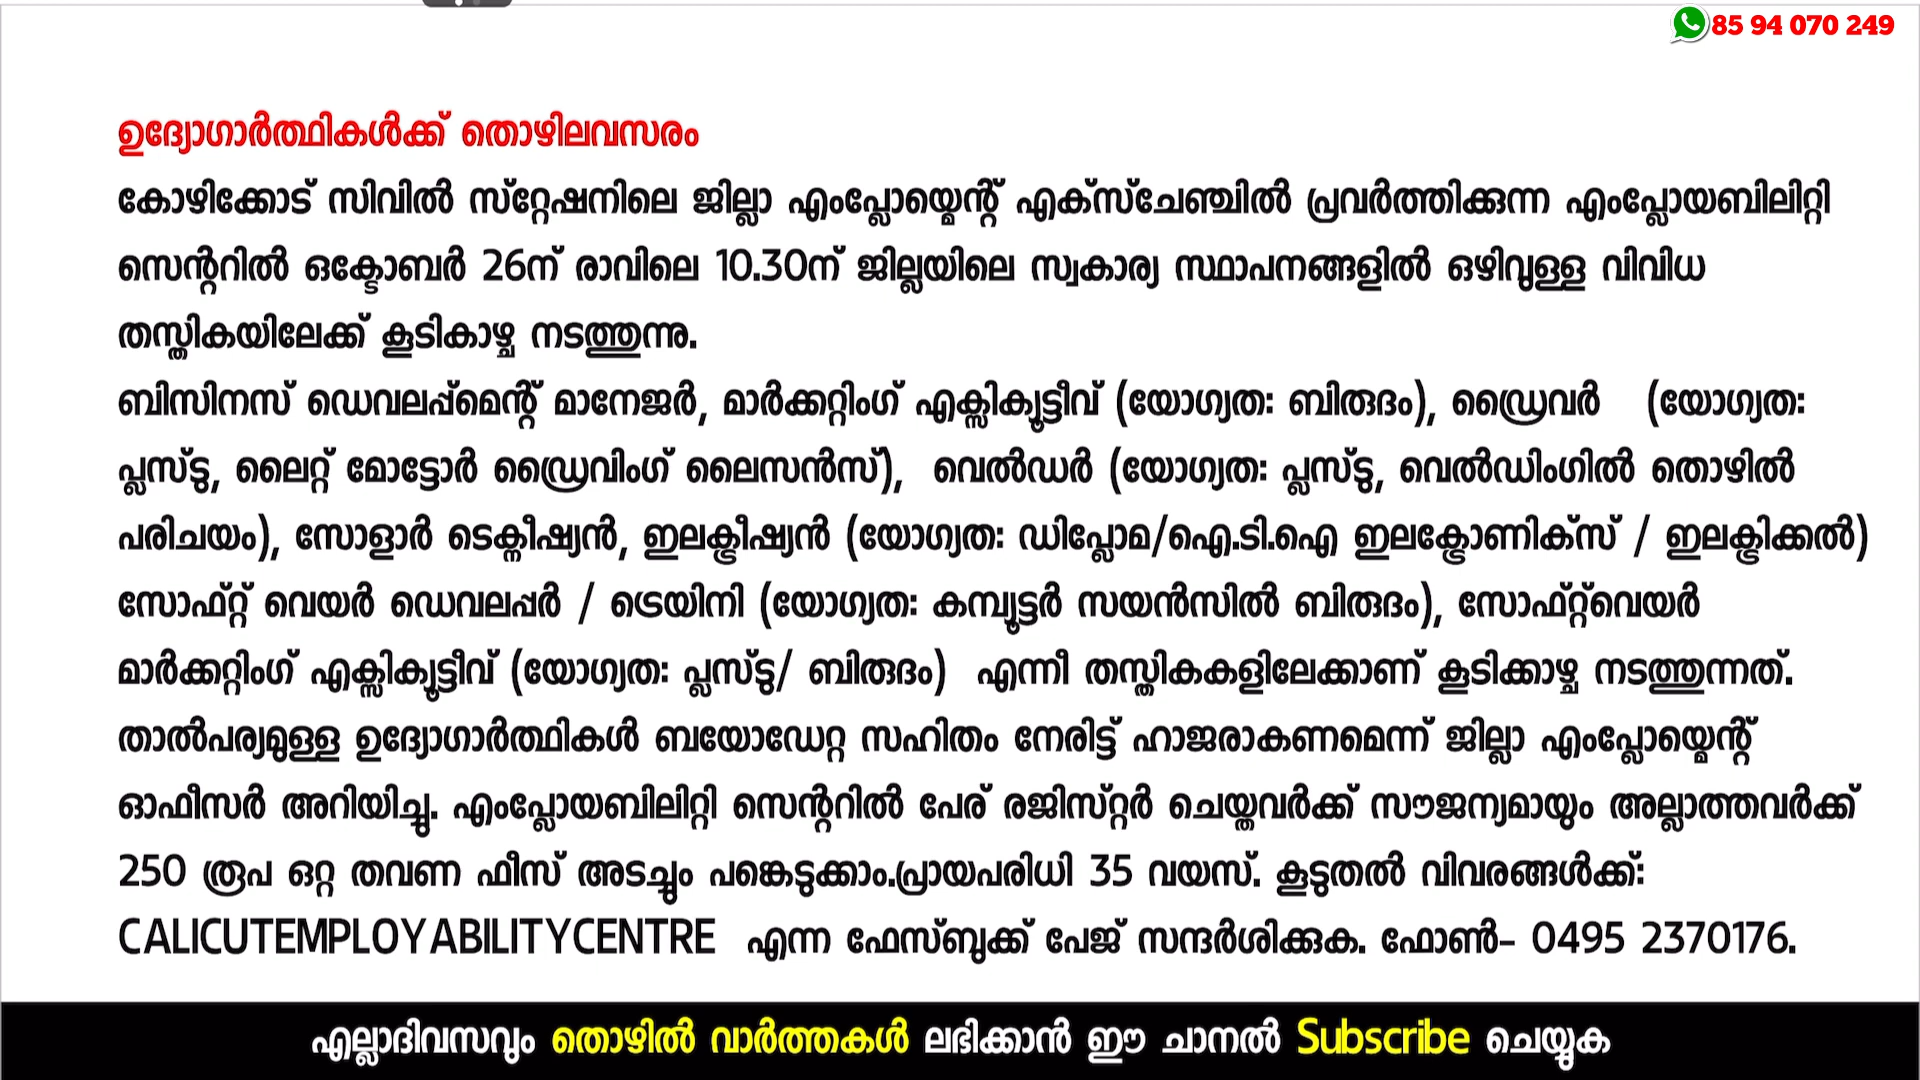 85 94 070 249
ഉദ്യോഗാർത്ഥികൾക്ക് തൊഴിലവസരം
കോഴിക്കോട് സിവിൽ സ്റ്റേഷനിലെ ജില്ലാ എംപ്ലോയ്മെന്റ് എക്സ്ചേഞ്ചിൽ പ്രവർത്തിക്കുന്ന എംപ്ലോയബിലിറ്റി
സെന്ററിൽ ഒക്ടോബർ 26ന് രാവിലെ 10.30ന് ജില്ലയിലെ സ്വകാര്യ സ്ഥാപനങ്ങളിൽ ഒഴിവുള്ള വിവിധ
തസ്തികയിലേക്ക് കൂടികാഴ്ച നടത്തുന്നു.
ബിസിനസ് ഡെവലപ്മെന്റ് മാനേജർ, മാർക്കറ്റിംഗ് എക്സിക്യൂട്ടീവ് (യോഗ്യത: ബിരുദം), ഡ്രൈവർ (യോഗ്യത:
പ്ലസ്ടു, ലൈറ്റ് മോട്ടോർ ഡ്രൈവിംഗ് ലൈസൻസ്), വെൽഡർ (യോഗ്യത: പ്ലസ്ടു, വെൽഡിംഗിൽ തൊഴിൽ
പരിചയം), സോളാർ ടെക്നീഷ്യൻ, ഇലക്ട്രീഷ്യൻ (യോഗ്യത: ഡിപ്ലോമ/ഐ.ടി.ഐ ഇലക്ട്രോണിക്സ് / ഇലക്ട്രിക്കൽ)
സോഫ്റ്റ് വെയർ ഡെവലപ്പർ / ട്രെയിനി (യോഗ്യത: കമ്പ്യൂട്ടർ സയൻസിൽ ബിരുദം), സോഫ്റ്റ്‌വെയർ
മാർക്കറ്റിംഗ് എക്സിക്യൂട്ടീവ് (യോഗ്യത: പ്ലസ്ടു/ ബിരുദം) എന്നീ തസ്തികകളിലേക്കാണ് കൂടിക്കാഴ്ച നടത്തുന്നത്.
താൽപര്യമുള്ള ഉദ്യോഗാർത്ഥികൾ ബയോഡേറ്റ സഹിതം നേരിട്ട് ഹാജരാകണമെന്ന് ജില്ലാ എംപ്ലോയ്മെന്റ്
ഓഫീസർ അറിയിച്ചു. എംപ്ലോയബിലിറ്റി സെന്ററിൽ പേര് രജിസ്റ്റർ ചെയ്തവർക്ക് സൗജന്യമായും അല്ലാത്തവർക്ക്
250 രൂപ ഒറ്റ തവണ ഫീസ് അടച്ചും പങ്കെടുക്കാം.പ്രായപരിധി 35 വയസ്. കൂടുതൽ വിവരങ്ങൾക്ക്:
CALICUTEMPLOYABILITYCENTRE എന്ന ഫേസ്ബുക്ക് പേജ് സന്ദർശിക്കുക. ഫോൺ- 0495 2370176.
എല്ലാദിവസവും തൊഴിൽ വാർത്തകൾ ലഭിക്കാൻ ഈ ചാനൽ Subscribe ചെയ്യുക